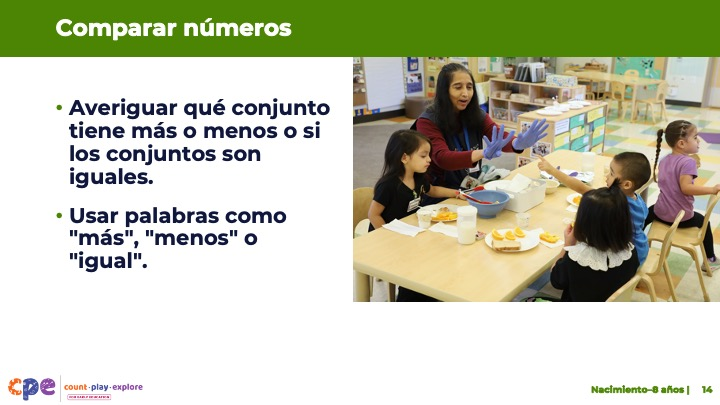 Comparar números
• Averiguar qué conjunto
tiene más o menos o si
los conjuntos son
iguales.
• Usar palabras como
"más", "menos" o
"igual".
cpe
count·play·explore
Nacimiento–8 años | 14